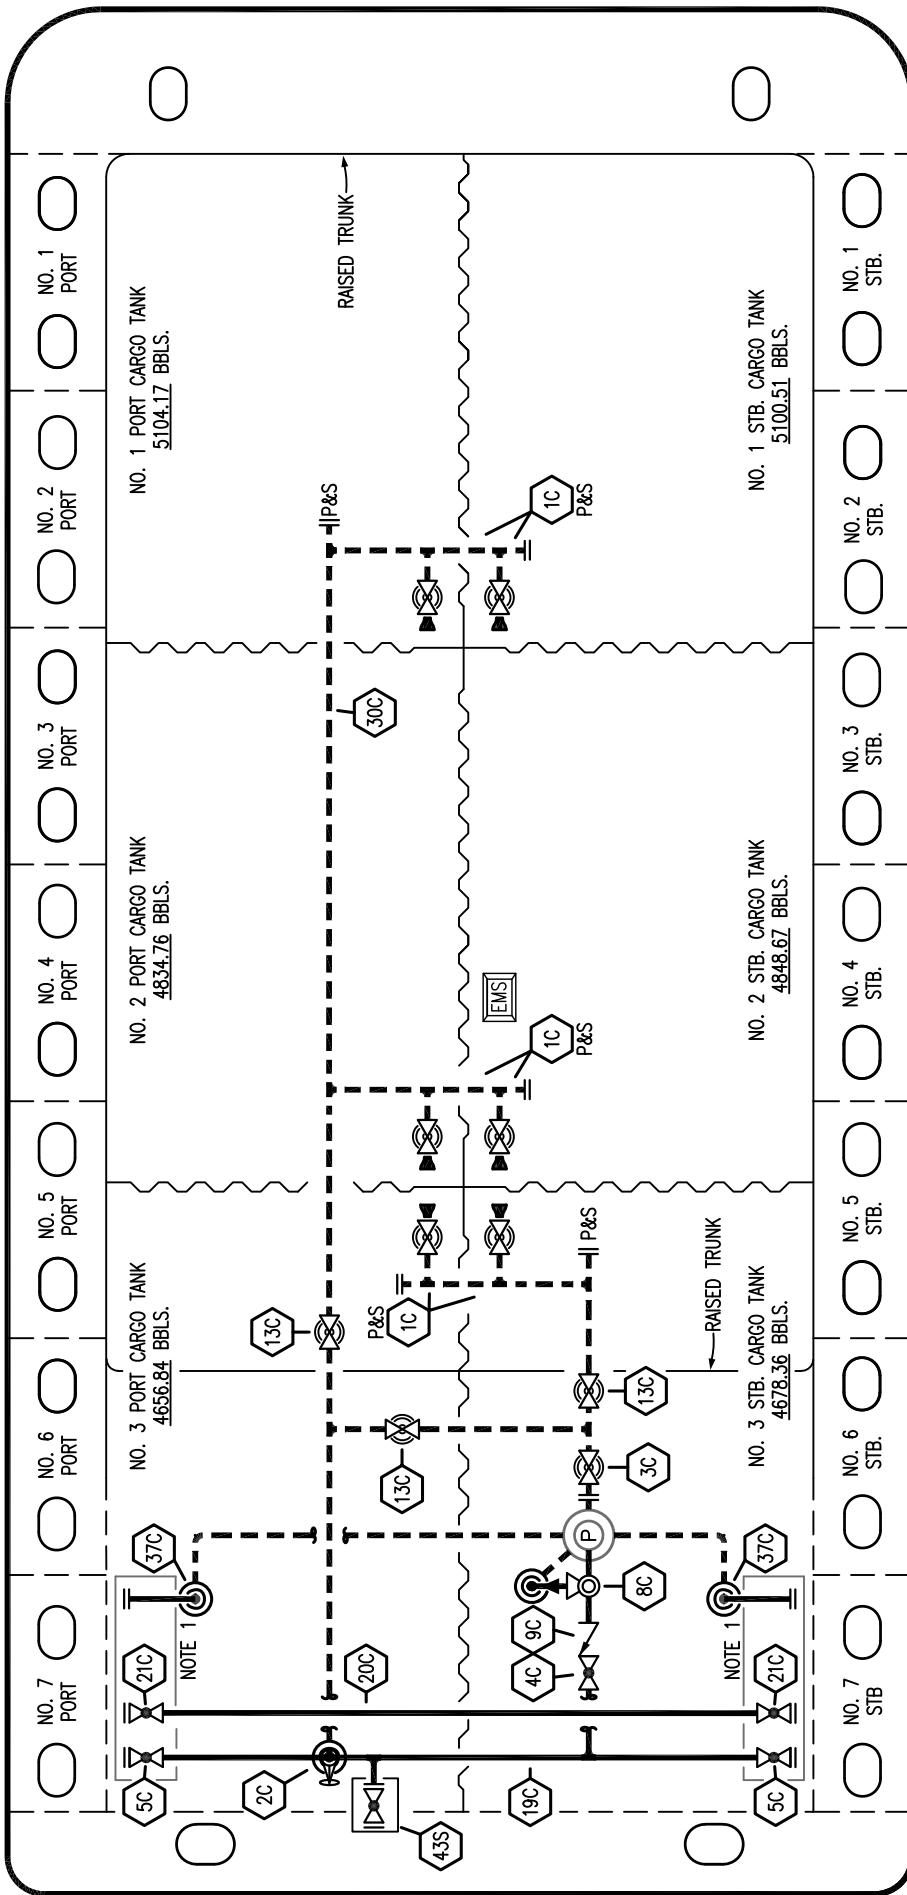 NO. 7
PORT
NO. 6
PORT
NO. 5
PORT
NO. 4
PORT
NO. 3
PORT
NO. 2
PORT
NO. 1
PORT
NO. 3 PORT CARGO TANK
4656.84 BBLS.
NO. 2 PORT CARGO TANK
4834.76 BBLS.
NO. 1 PORT CARGO TANK
5104.17 BBLS.
5C
21C
37C
NOTE 1
13C
2C
20C
30C
P&S
RAISED TRUNK
43S
13C
P&S
1C
19C
4C
9C
EMS
1C
P&S
1C
P&S
P
8C
3C
13C
P&S
RAISED TRUNK
NOTE 1
5C
21C
37C
NO. 3 STB. CARGO TANK
4678.36 BBLS.
NO. 2 STB. CARGO TANK
4848.67 BBLS.
NO. 1 STB. CARGO TANK
5100.51 BBLS.
NO. 7
STB
NO. 6
STB.
NO. 5
STB.
NO. 4
STB.
NO. 3
STB.
NO. 2
STB.
NO. 1
STB.